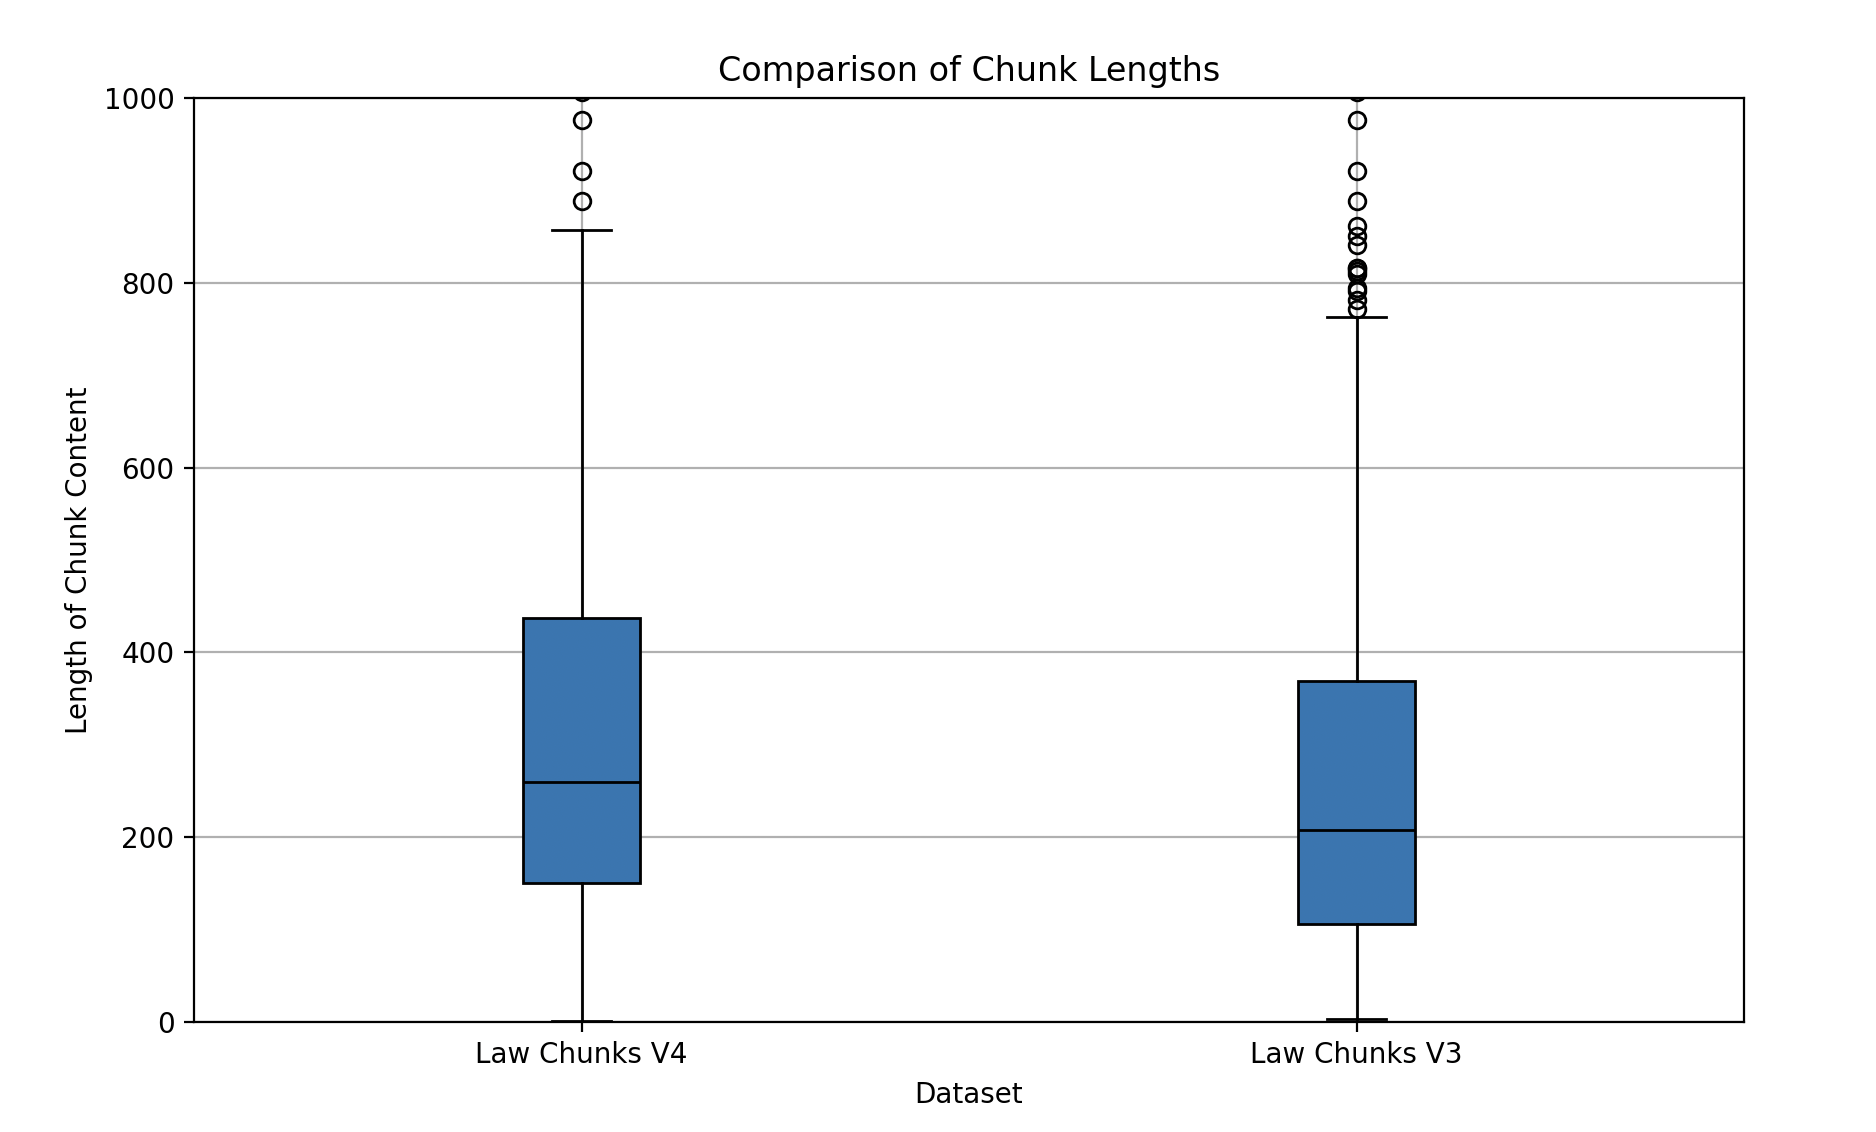 Comparison of Chunk Lengths
1000
800
600
400
200
0
Length of Chunk Content
Law Chunks V4
Law Chunks V3
Dataset